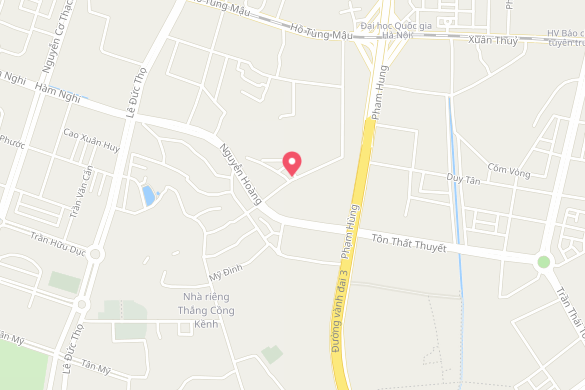 Hồ Tùng Mậu
Hồ Tùng Mậu
Đại học Quốc gia
Hà Nội
Xuân Thuỷ
HV Báo c
tuyên tru
Nguyễn Cơ Thạc
Lê Đức Thọ
Phạm Hùng
Nghi
Hàm Nghi
Phước
Cao Xuân Huy
Nguyễn Hoàng
Trần Văn Cẩn
Duy Tân
Cốm Vòng
Trần Hữu Dực
Phạm Hùng
Tôn Thất Thuyết
Mỹ Đình
Nhà riêng
Thắng Công
Kênh
Đường vành đai 3
Trần Thái Tô
Lê Đức Thọ
Tân Mỹ